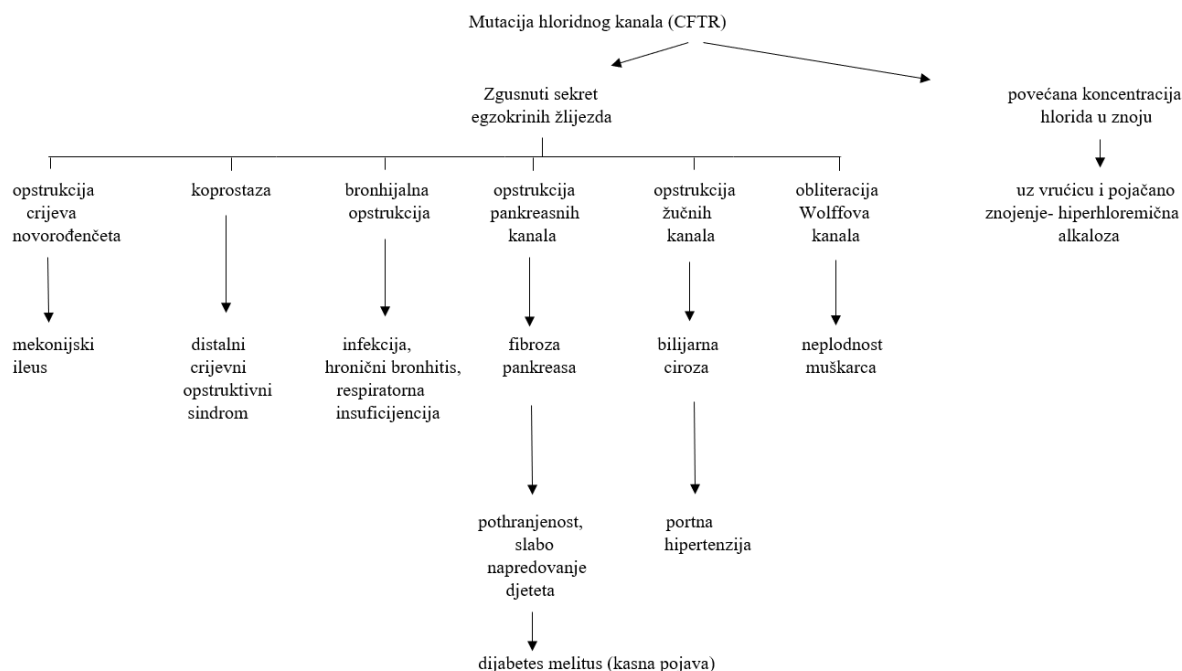 Mutacija hloridnog kanala (CFTR)
Zgusnuti sekret
egzokrinih žlijezda
povećana koncentracija
hlorida u znoju
opstrukcija
crijeva
novorođenčeta
koprostaza
bronhijalna
opstrukcija
opstrukcija
pankreasnih
kanala
opstrukcija
žučnih
kanala
obliteracija
Wolffova
kanala
uz vrućicu i pojačano
znojenje- hiperhloremična
alkaloza
mekonijski
ileus
distalni
crijevni
opstruktivni
sindrom
infekcija,
hronični bronhitis,
respiratorna
insuficijencija
fibroza
pankreasa
bilijarna
ciroza
neplodnost
muškarca
pothranjenost,
slabo
napredovanje
djeteta
portna
hipertenzija
dijabetes melitus (kasna pojava)